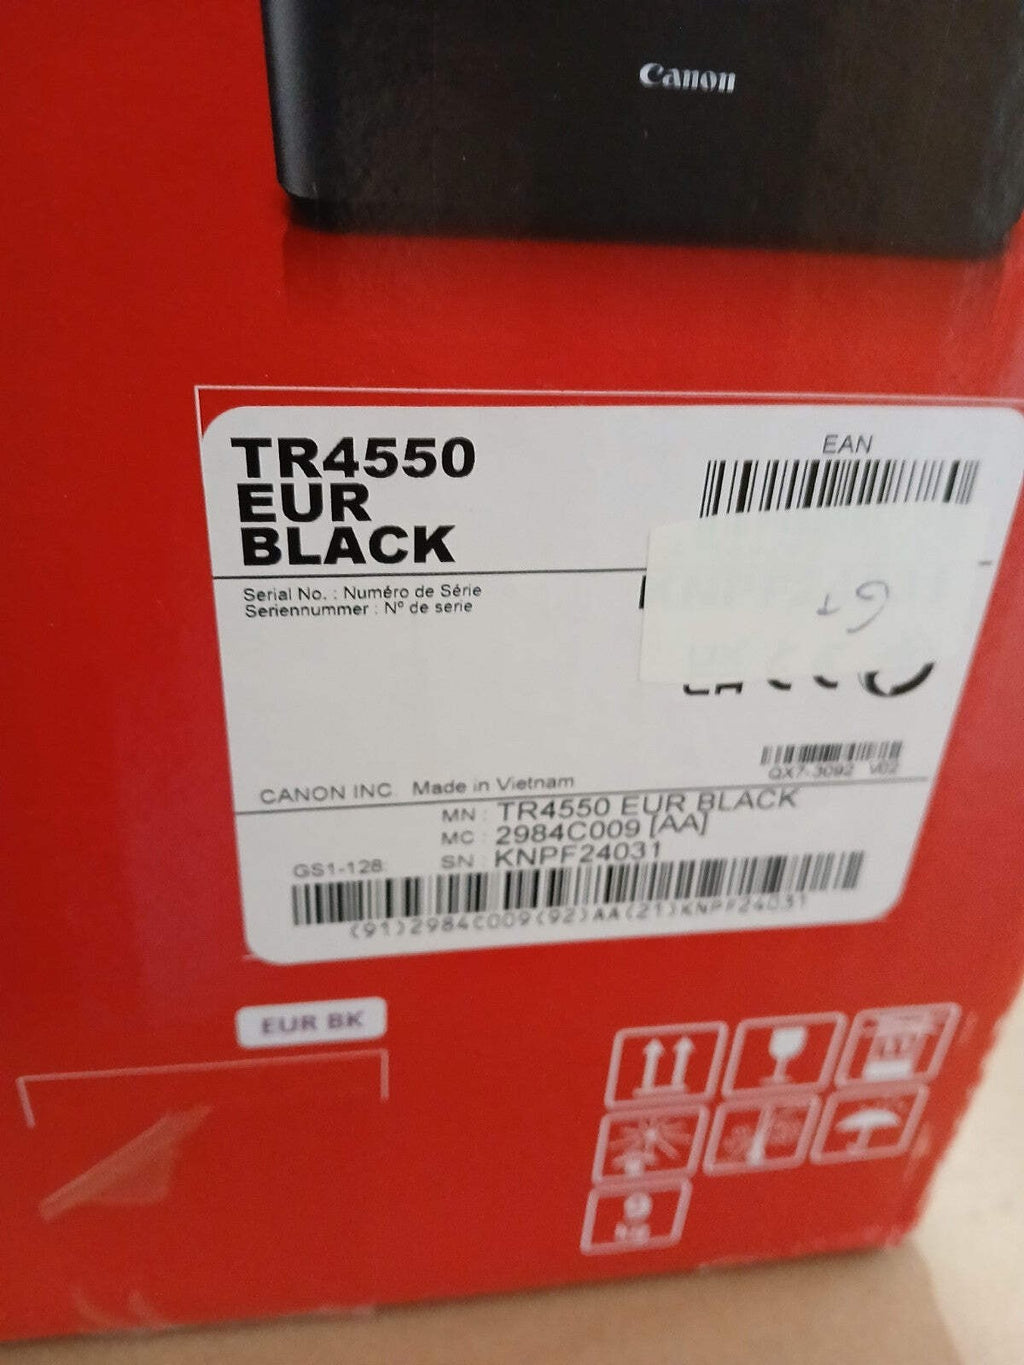 Canon
TR4550
EUR
BLACK
EAN
Serial No. : Numéro de Série
Seriennummer : Nº de serie
QX7-3092 V02
CANON INC. Made in Vietnam
MN : TR4550 EUR BLACK
MC : 2984C009 [AA]
SN : KNPF24031
GS1-128
(91)2984C009(92)AA(21)KNPF24031
EUR BK
9
kg